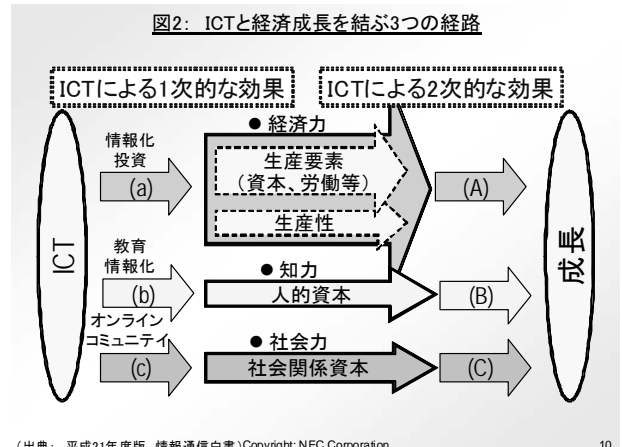 図2： ICTと経済成長を結ぶ3つの経路
ICTによる1次的な効果
ICTによる2次的な効果
ICT
情報化
投資
(a)
● 経済力
生産要素
（資本、労働等）
生産性
(A)
教育
情報化
(b)
● 知力
人的資本
(B)
オンライン
コミュニティ
(c)
● 社会力
社会関係資本
(C)
成長
（出典： 平成21年度版 情報通信白書）Copyright: NEC Corporation
10